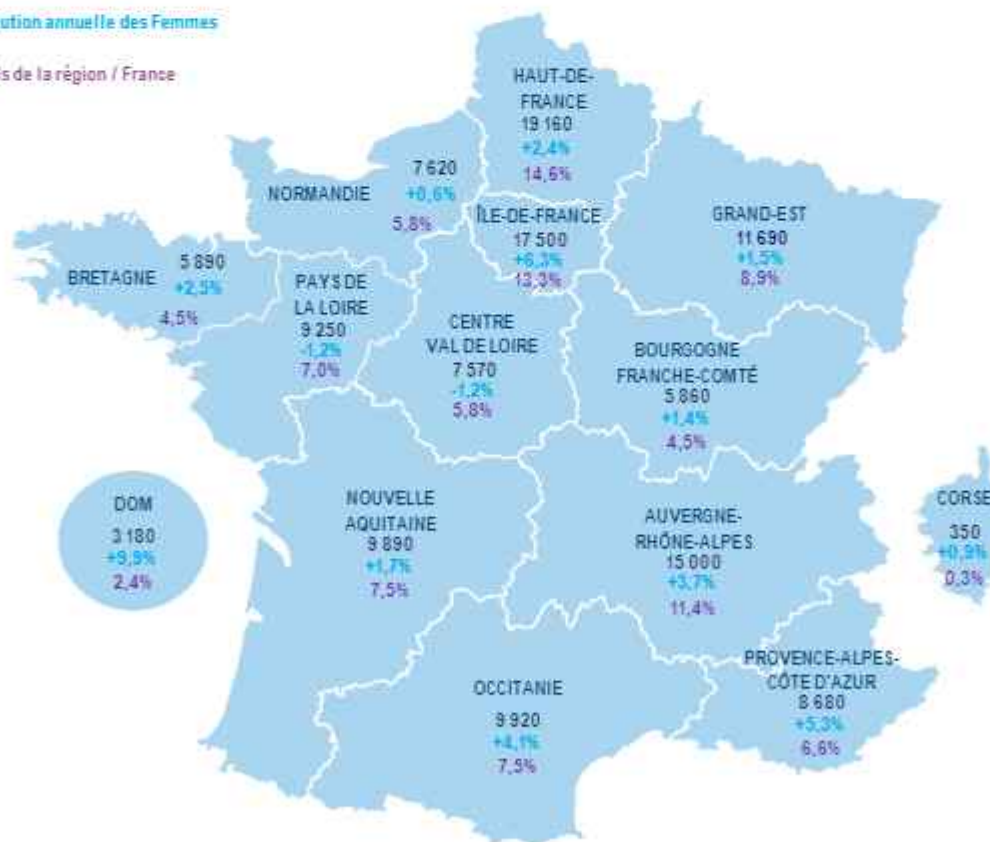 ution annuelle des Femmes
s de la région / France
HAUT-DE-
FRANCE
19 160
+2,4%
14,6%
NORMANDIE
7 620
+0,6%
5,8%
ÎLE-DE-FRANCE
17 500
+6,3%
13,3%
GRAND-EST
11 690
+1,5%
8,9%
BRETAGNE
5 890
+2,5%
4,5%
PAYS DE
LA LOIRE
9 250
-1,2%
7,0%
CENTRE
VAL DE LOIRE
7 570
-1,2%
5,8%
BOURGOGNE
FRANCHE-COMTÉ
5 860
+1,4%
4,5%
DOM
3 180
+9,9%
2,4%
NOUVELLE
AQUITAINE
9 890
+1,7%
7,5%
AUVERGNE-
RHÔNE-ALPES
15 000
+3,7%
11,4%
CORSE
350
+0,9%
0,3%
OCCITANIE
9 920
+4,1%
7,5%
PROVENCE-ALPES-
CÔTE D'AZUR
8 680
+5,3%
6,6%